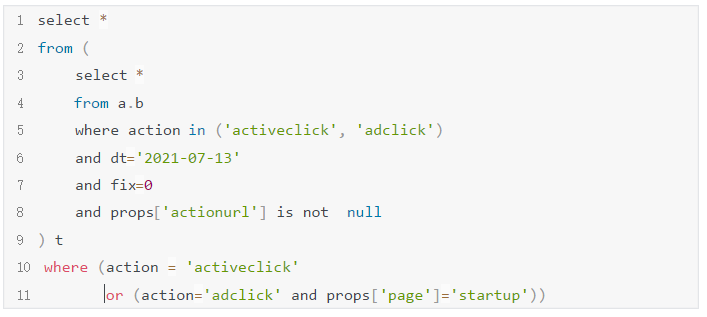 1 select *
2 from (
3 select *
4 from a.b
5 where action in ('activeclick', 'adclick')
6 and dt='2021-07-13'
7 and fix=0
8 and props['actionurl'] is not  null
9 ) t
10 where (action = 'activeclick'
11 or (action='adclick' and props['page']='startup'))